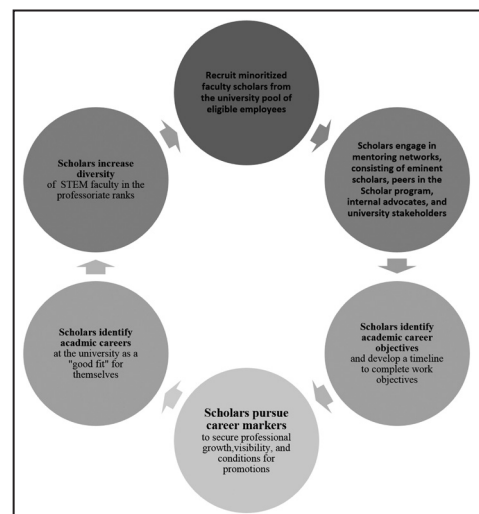 Recruit minoritized
faculty scholars from
the university pool of
eligible employees
Scholars engage in
mentoring networks,
consisting of eminent
scholars, peers in the
Scholar program,
internal advocates, and
university stakeholders
Scholars identify
academic career
objectives
and develop a timeline
to complete work
objectives
Scholars pursue
career markers
to secure professional
growth,visibility, and
conditions for
promotions
Scholars identify
acadmic careers
at the university as a
"good fit" for
themselves
Scholars increase
diversity
of STEM faculty in the
professoriate ranks